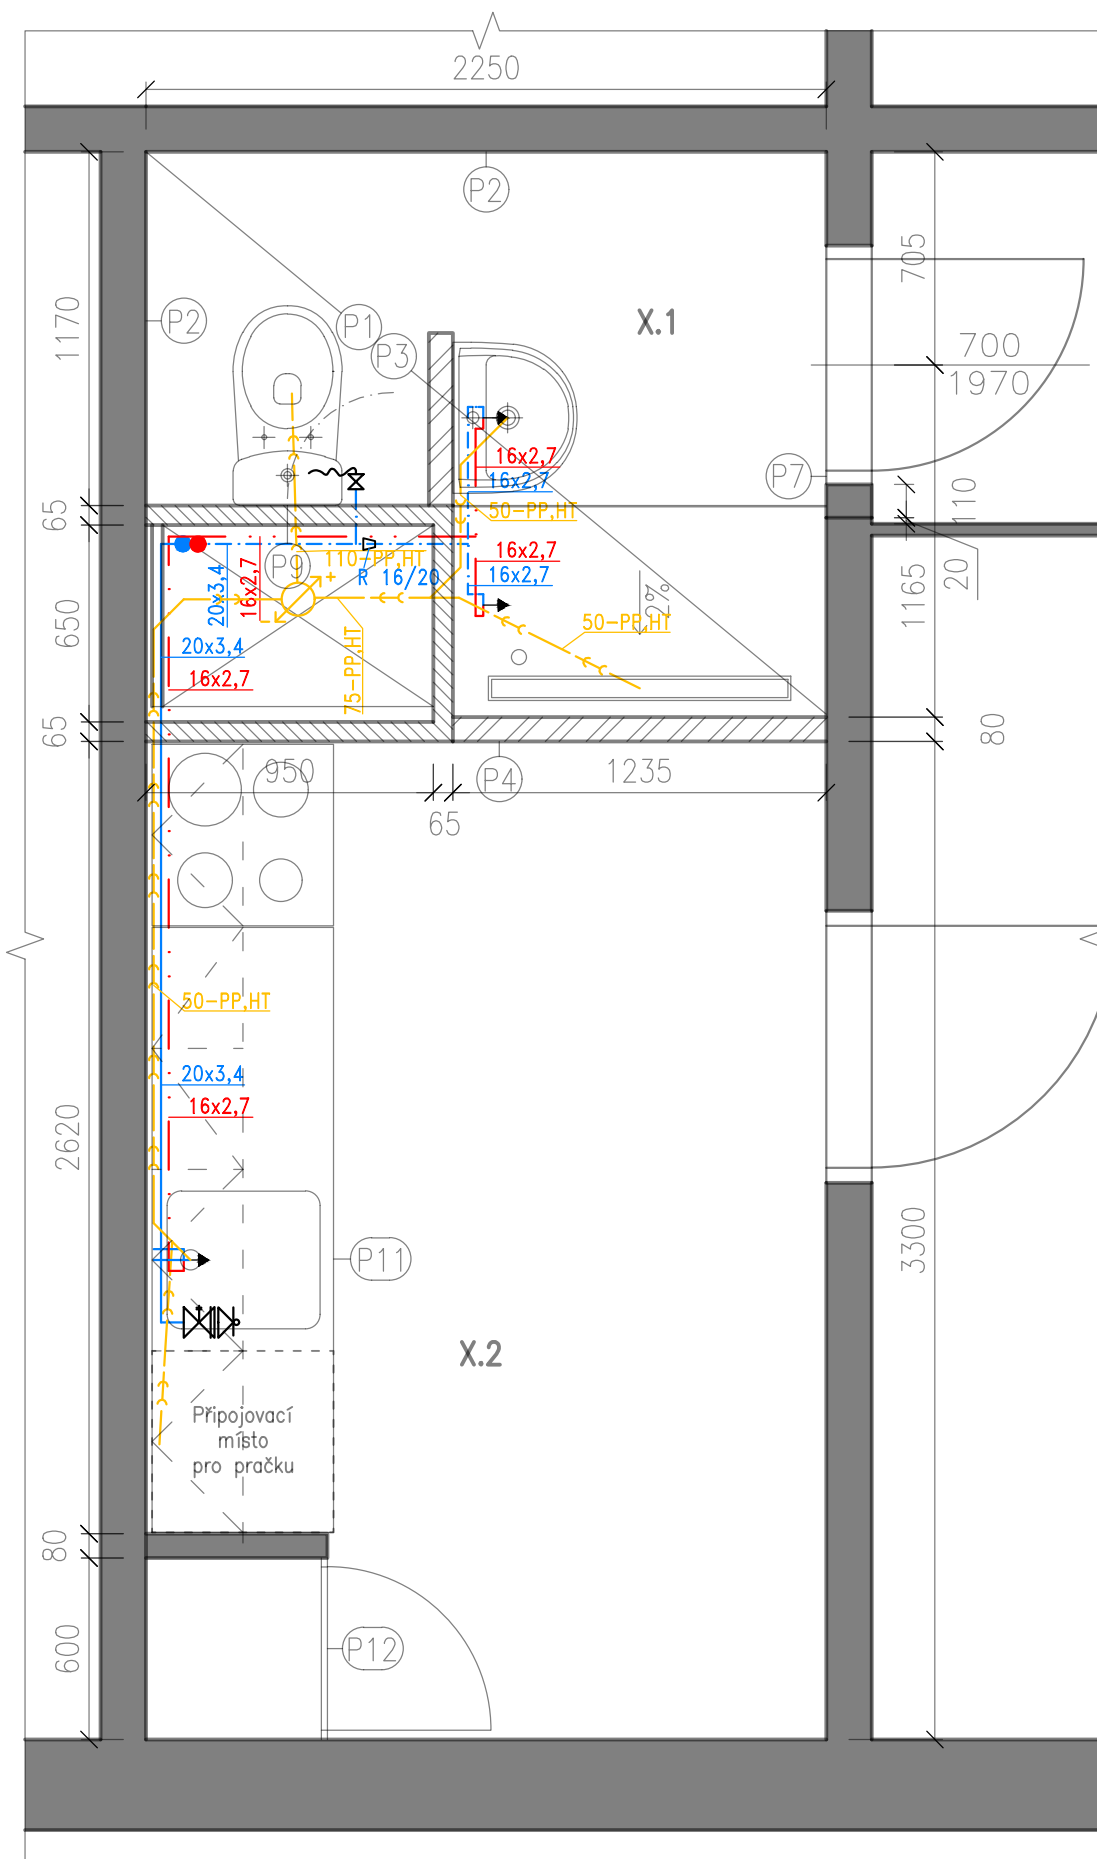 2250
P2
705
1170
P2
P1
X.1
P3
700
1970
16x2,7
P7
16x2,7
65
50-PP,HT
110
20x3,4
16x2,7
P9
110-PP,HT
R 16/20
+
-
16x2,7
16x2,7
20
1165
2%
650
50-PP,HT
20x3,4
16x2,7
75-PP,HT
65
80
950
P4
1235
65
50-PP,HT
20x3,4
16x2,7
2620
3300
P11
X.2
Připojovací
místo
pro pračku
80
600
P12